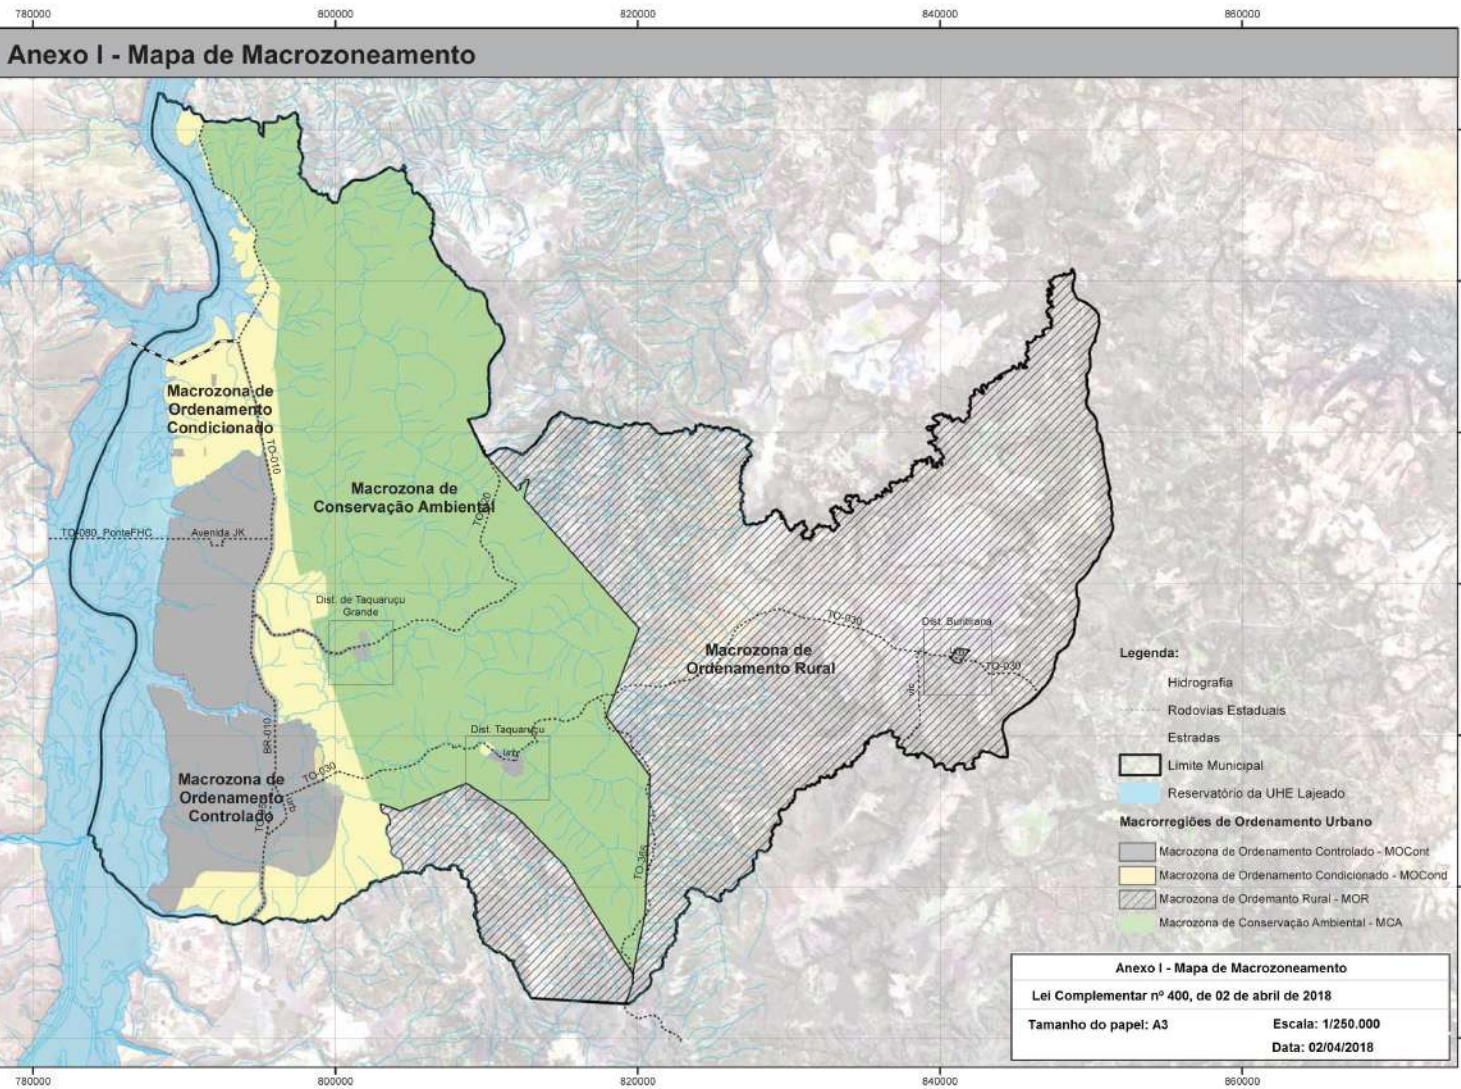 780000
800000
820000
840000
860000
Anexo I - Mapa de Macrozoneamento
Macrozona de
Ordenamento
Condicionado
TO-010
Macrozona de
Conservação Ambiental
TO-080_PonteFHC
Avenida JK
Dist. de Taquaruçu
Grande
TO-030
Dist. Buritirana
Macrozona de
Ordenamento Rural
TO-030
vic
Dist. Taquaruçu
urb
BR-010
TO-030
urb
Macrozona de
Ordenamento
Controlado
Legenda:
Hidrografia
Rodovias Estaduais
Estradas
Limite Municipal
Reservatório da UHE Lajeado
Macrorregiões de Ordenamento Urbano
Macrozona de Ordenamento Controlado - MOCont
Macrozona de Ordenamento Condicionado - MOCond
Macrozona de Ordemanto Rural - MOR
Macrozona de Conservação Ambiental - MCA
Anexo I - Mapa de Macrozoneamento
Lei Complementar nº 400, de 02 de abril de 2018
Tamanho do papel: A3
Escala: 1/250.000
Data: 02/04/2018
780000
800000
820000
840000
860000